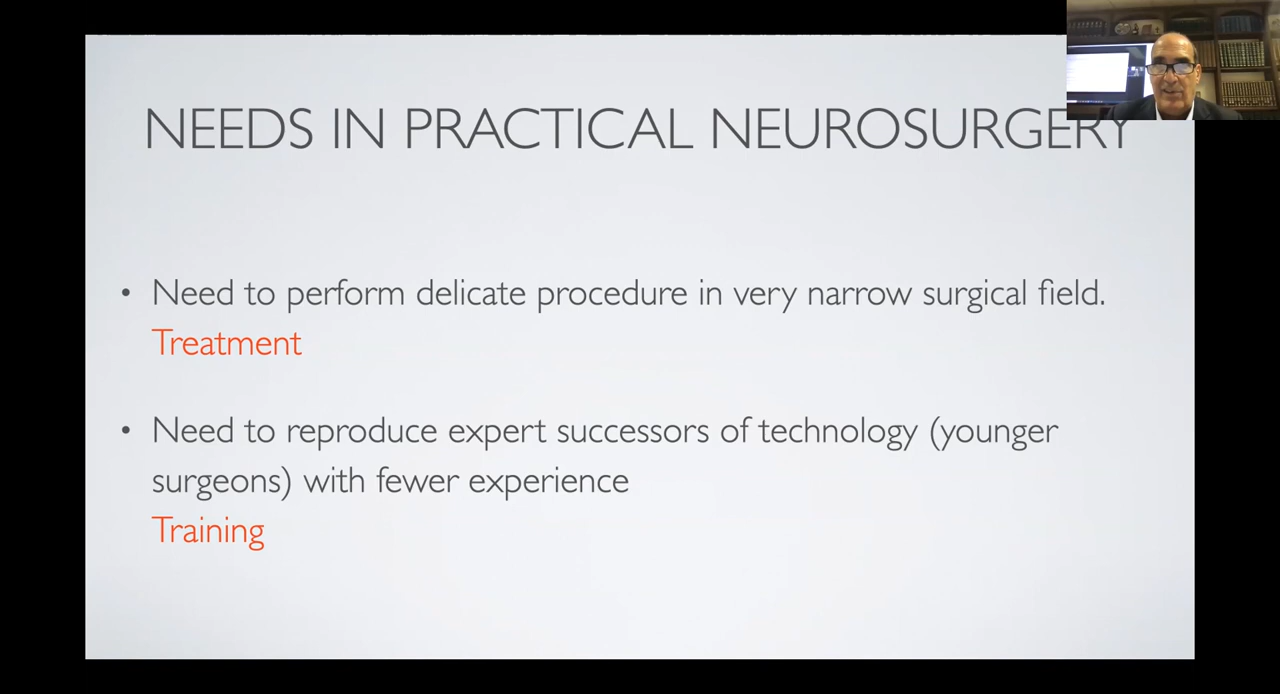 NEEDS IN PRACTICAL NEUROSURGERY
• Need to perform delicate procedure in very narrow surgical field.
Treatment
• Need to reproduce expert successors of technology (younger
surgeons) with fewer experience
Training